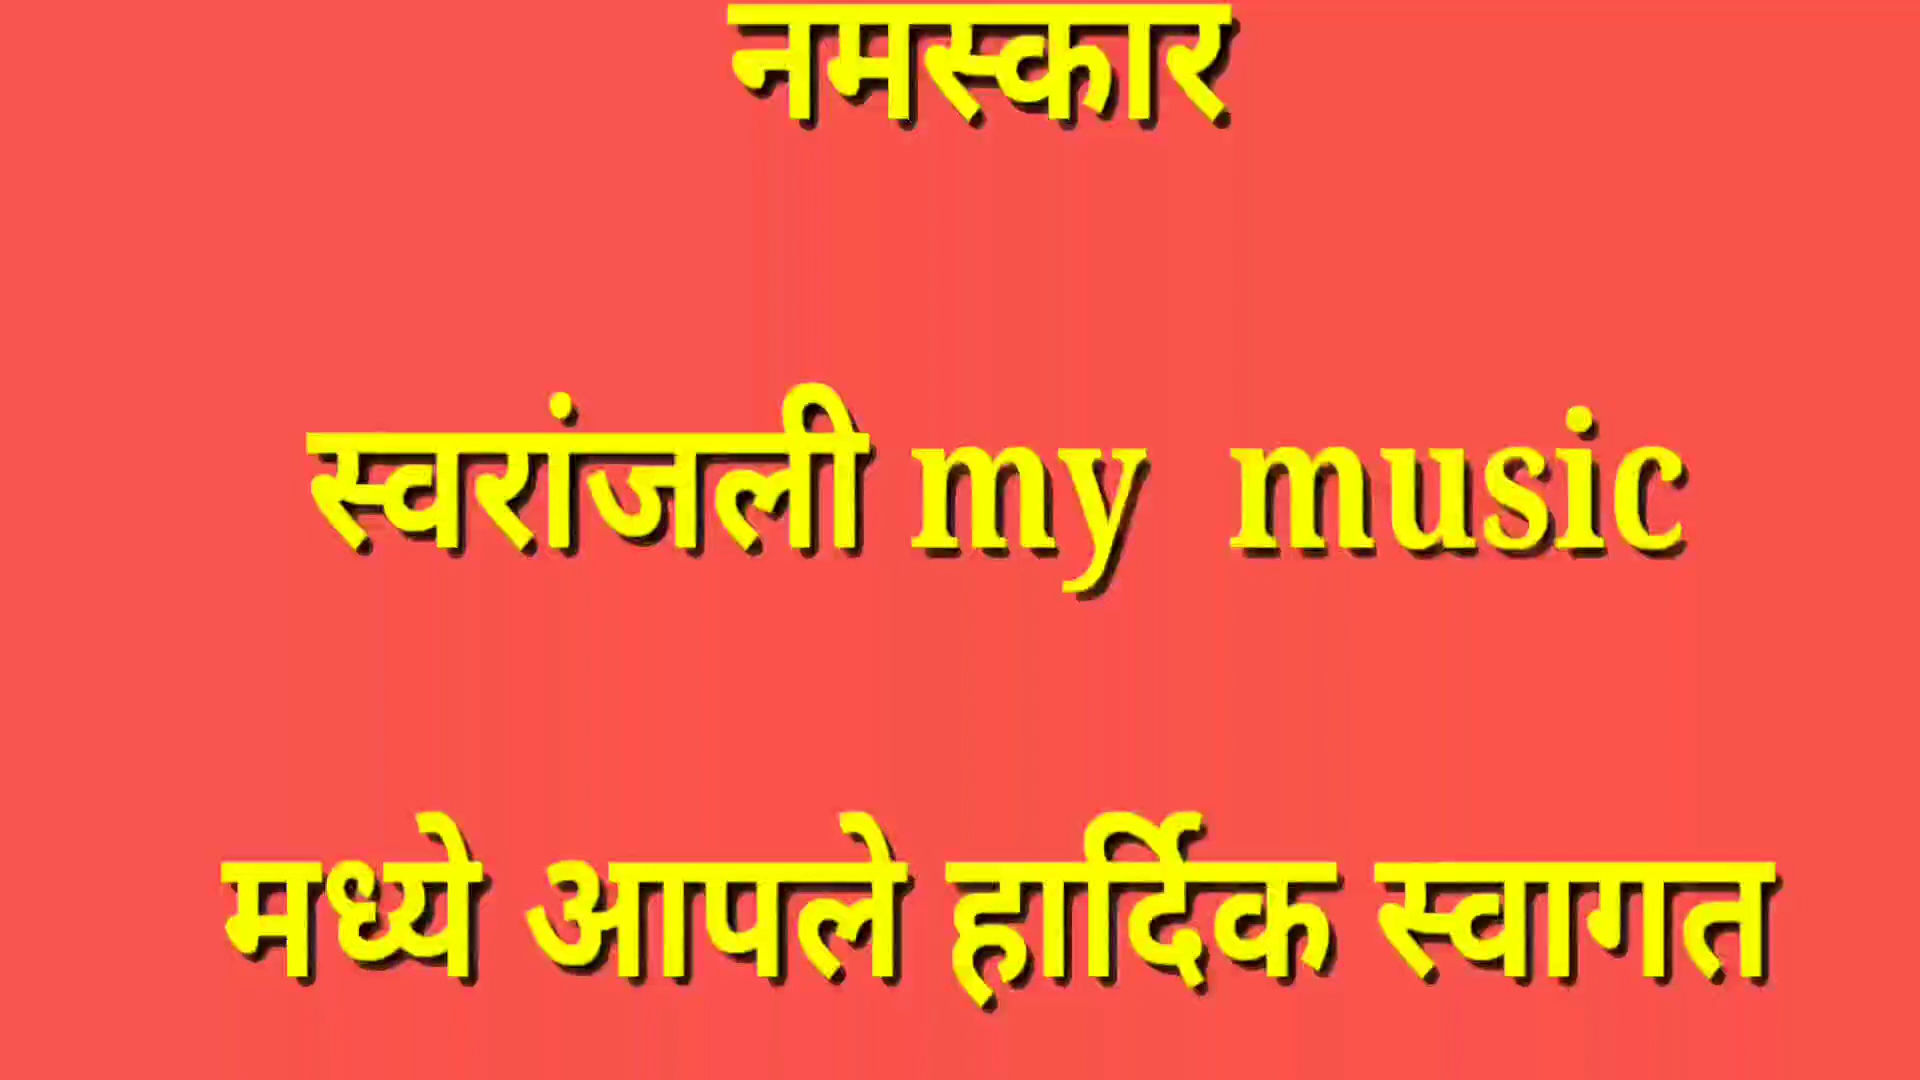 नमस्कार
स्वरांजली my music
मध्ये आपले हार्दिक स्वागत